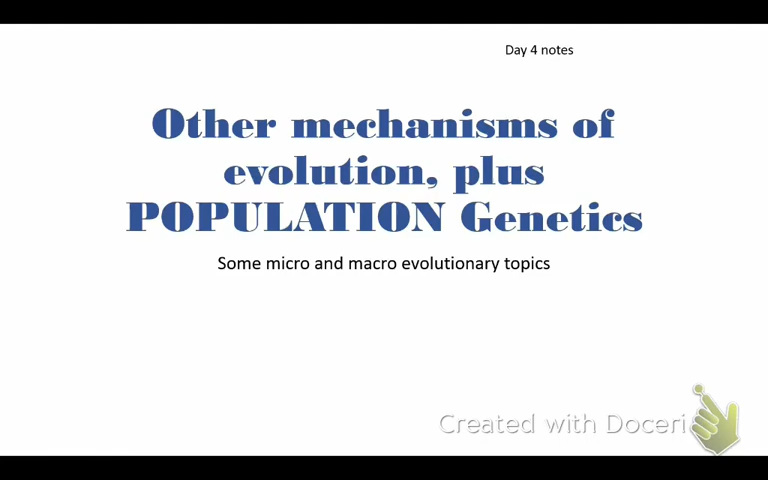 Day 4 notes
Other mechanisms of
evolution, plus
POPULATION Genetics
Some micro and macro evolutionary topics
Created with Doceri